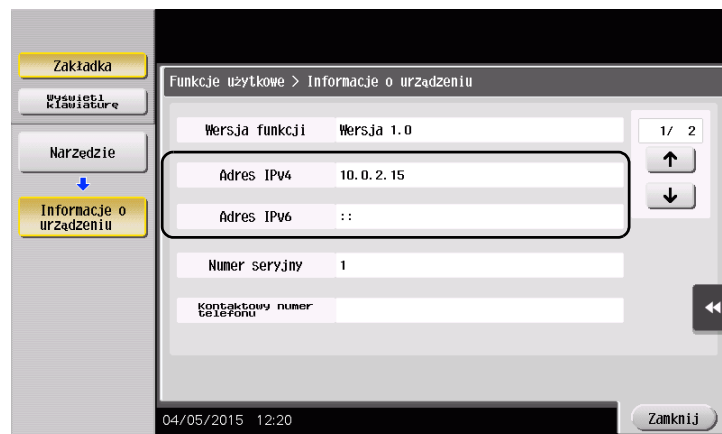 Zakładka
Wyświetl
klawiaturę
Narzędzie
Informacje o
urządzeniu
Funkcje użytkowe > Informacje o urządzeniu
Wersja funkcji Wersja 1.0
1/ 2
Adres IPv4 10.0.2.15
Adres IPv6 ::
Numer seryjny 1
Kontaktowy numer
telefonu
04/05/2015 12:20
Zamknij